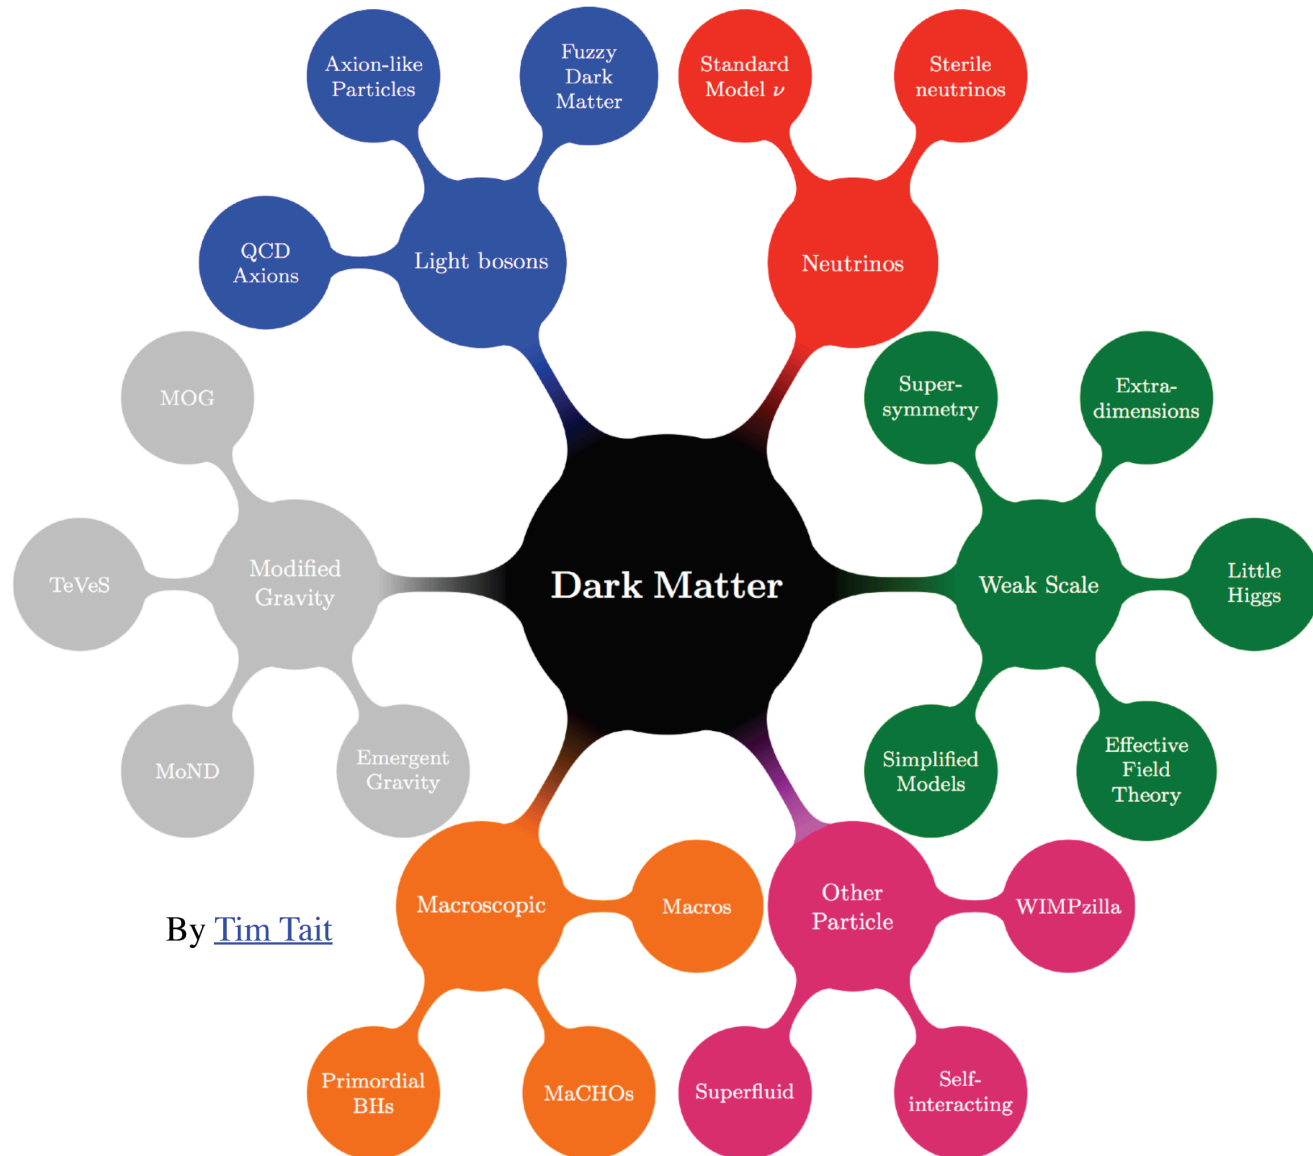 Axion-like
Particles
Fuzzy
Dark
Matter
Standard
Model ν
Sterile
neutrinos
QCD
Axions
Light bosons
Neutrinos
MOG
Super-
symmetry
Extra-
dimensions
TeVeS
Modified
Gravity
Dark Matter
Weak Scale
Little
Higgs
MoND
Emergent
Gravity
Simplified
Models
Effective
Field
Theory
Macroscopic
Macros
Other
Particle
WIMPzilla
By Tim Tait
Primordial
BHs
MaCHOs
Superfluid
Self-
interacting